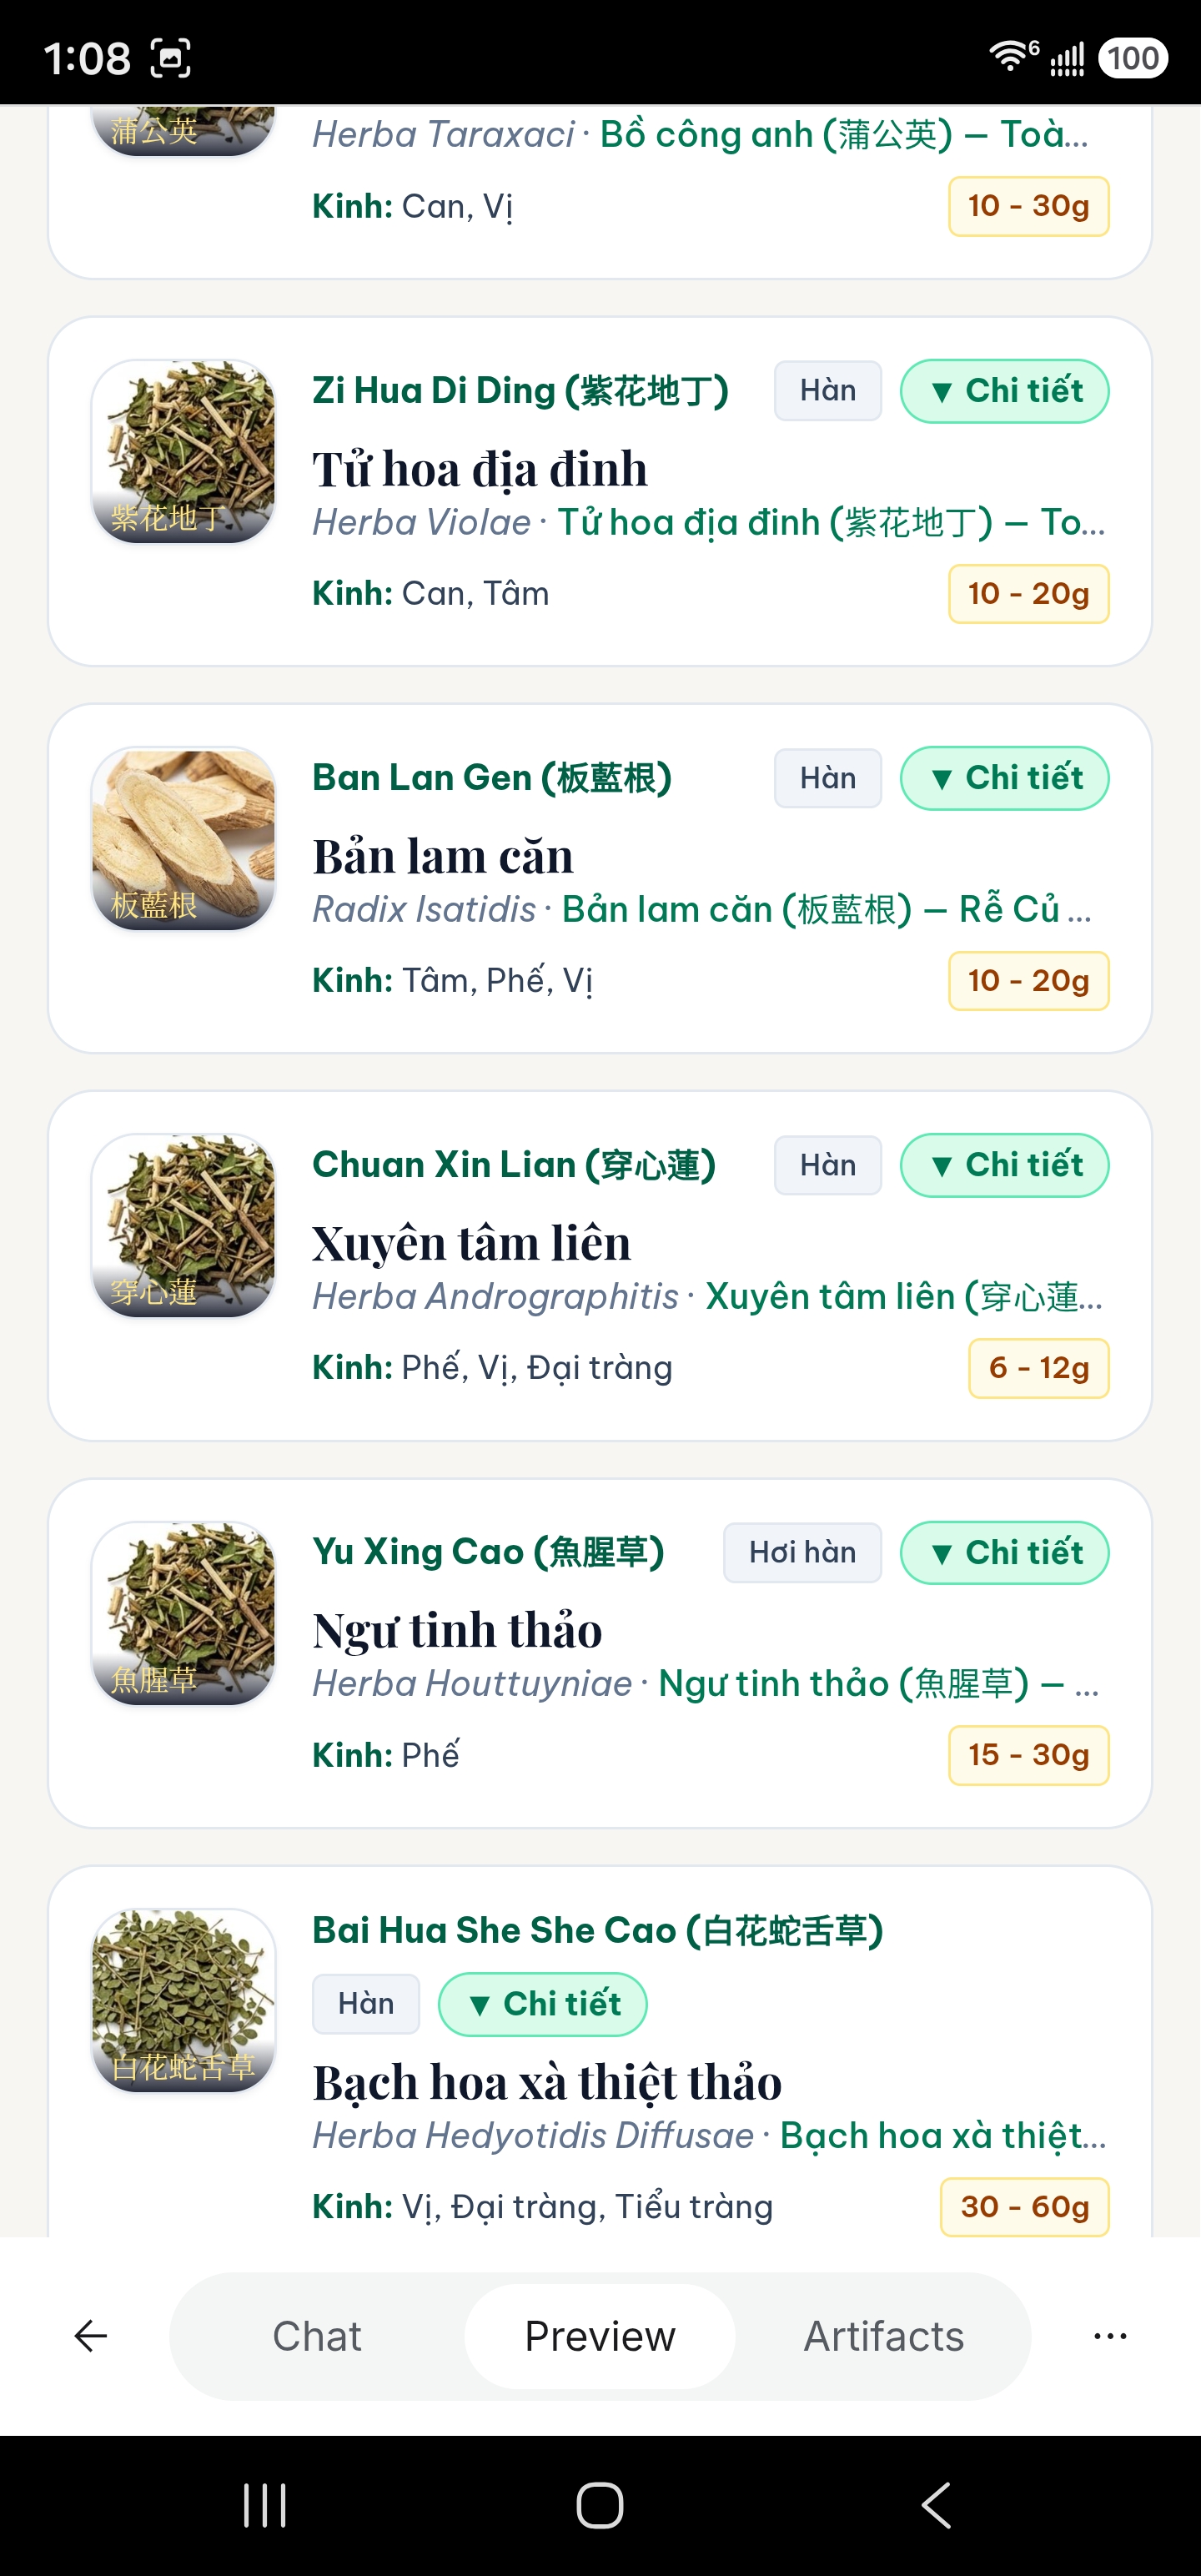 1:08
6
100
蒲公英
Herba Taraxaci · Bồ công anh (蒲公英) – Toà...
Kinh: Can, Vị
10 - 30g
Zi Hua Di Ding (紫花地丁)
Hàn
▼ Chi tiết
Tử hoa địa đinh
紫花地丁
Herba Violae · Tử hoa địa đinh (紫花地丁) – To...
Kinh: Can, Tâm
10 - 20g
Ban Lan Gen (板藍根)
Hàn
▼ Chi tiết
Bản lam căn
板藍根
Radix Isatidis · Bản lam căn (板藍根) – Rễ Củ ...
Kinh: Tâm, Phế, Vị
10 - 20g
Chuan Xin Lian (穿心蓮)
Hàn
▼ Chi tiết
Xuyên tâm liên
穿心蓮
Herba Andrographitis · Xuyên tâm liên (穿心蓮...
Kinh: Phế, Vị, Đại tràng
6 - 12g
Yu Xing Cao (魚腥草)
Hơi hàn
▼ Chi tiết
Ngư tinh thảo
魚腥草
Herba Houttuyniae · Ngư tinh thảo (魚腥草) – ...
Kinh: Phế
15 - 30g
Bai Hua She She Cao (白花蛇舌草)
Hàn
▼ Chi tiết
白花蛇舌草
Bạch hoa xà thiệt thảo
Herba Hedyotidis Diffusae · Bạch hoa xà thiệt...
Kinh: Vị, Đại tràng, Tiểu tràng
30 - 60g
Chat
Preview
Artifacts